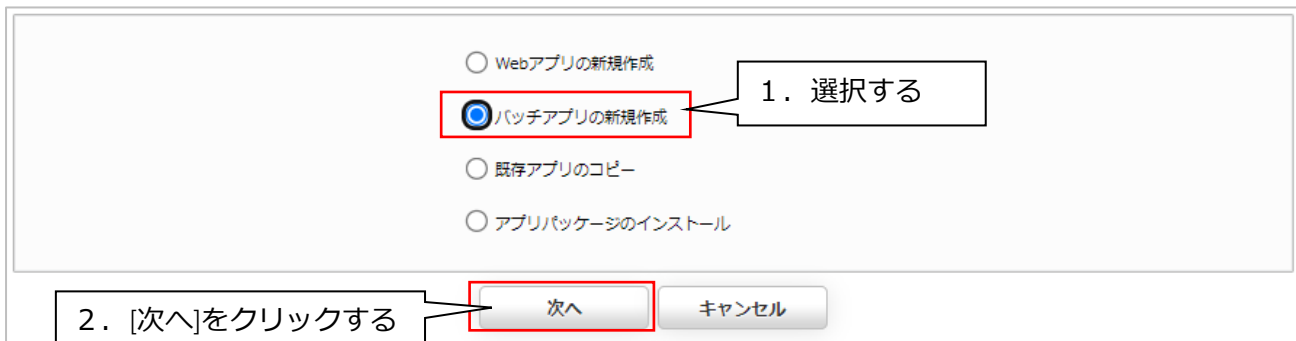 Webアプリの新規作成
1．選択する
バッチアプリの新規作成
既存アプリのコピー
アプリパッケージのインストール
2．[次へ]をクリックする
次へ
キャンセル